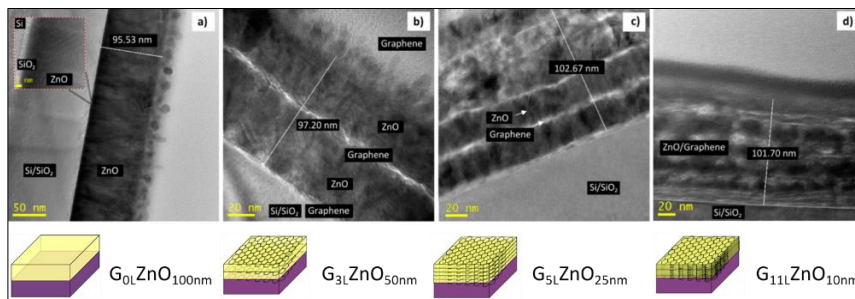 a)
Si
SiO₂
nm
ZnO
95.53 nm
Si/SiO₂
ZnO
50 nm
b)
Graphene
ZnO
97.20 nm
Graphene
ZnO
Si/SiO₂
Graphene
20 nm
c)
102.67 nm
ZnO
Graphene
Si/SiO₂
20 nm
d)
ZnO/Graphene
101.70 nm
Si/SiO₂
20 nm
G0LZnO100nm
G3LZnO50nm
G5LZnO25nm
G11LZnO10nm